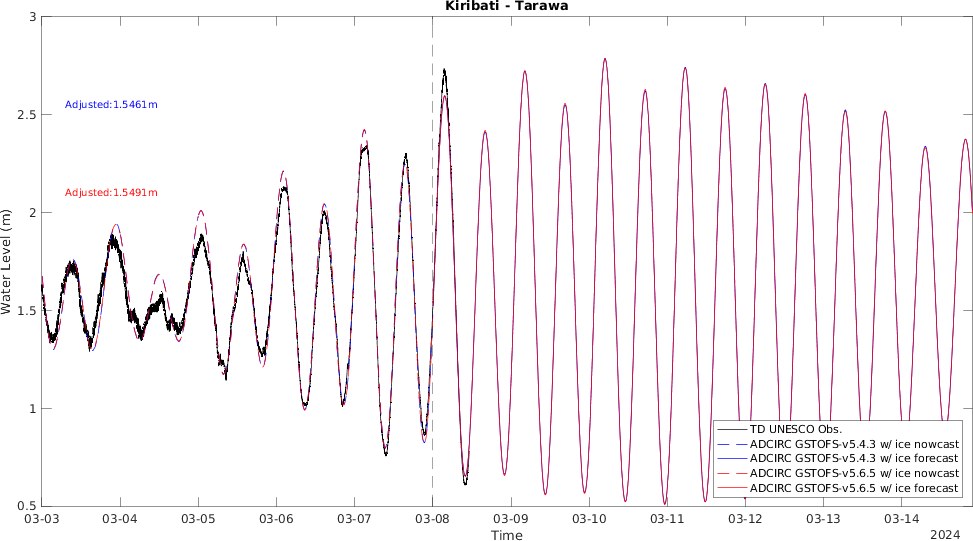 Kiribati - Tarawa
3
2.5
2
1.5
1
0.5
Water Level (m)
Adjusted:1.5461m
Adjusted:1.5491m
TD UNESCO Obs.
ADCIRC GSTOFS-v5.4.3 w/ ice nowcast
ADCIRC GSTOFS-v5.4.3 w/ ice forecast
ADCIRC GSTOFS-v5.6.5 w/ ice nowcast
ADCIRC GSTOFS-v5.6.5 w/ ice forecast
03-03 03-04 03-05 03-06 03-07 03-08 03-09 03-10 03-11 03-12 03-13 03-14
Time
2024